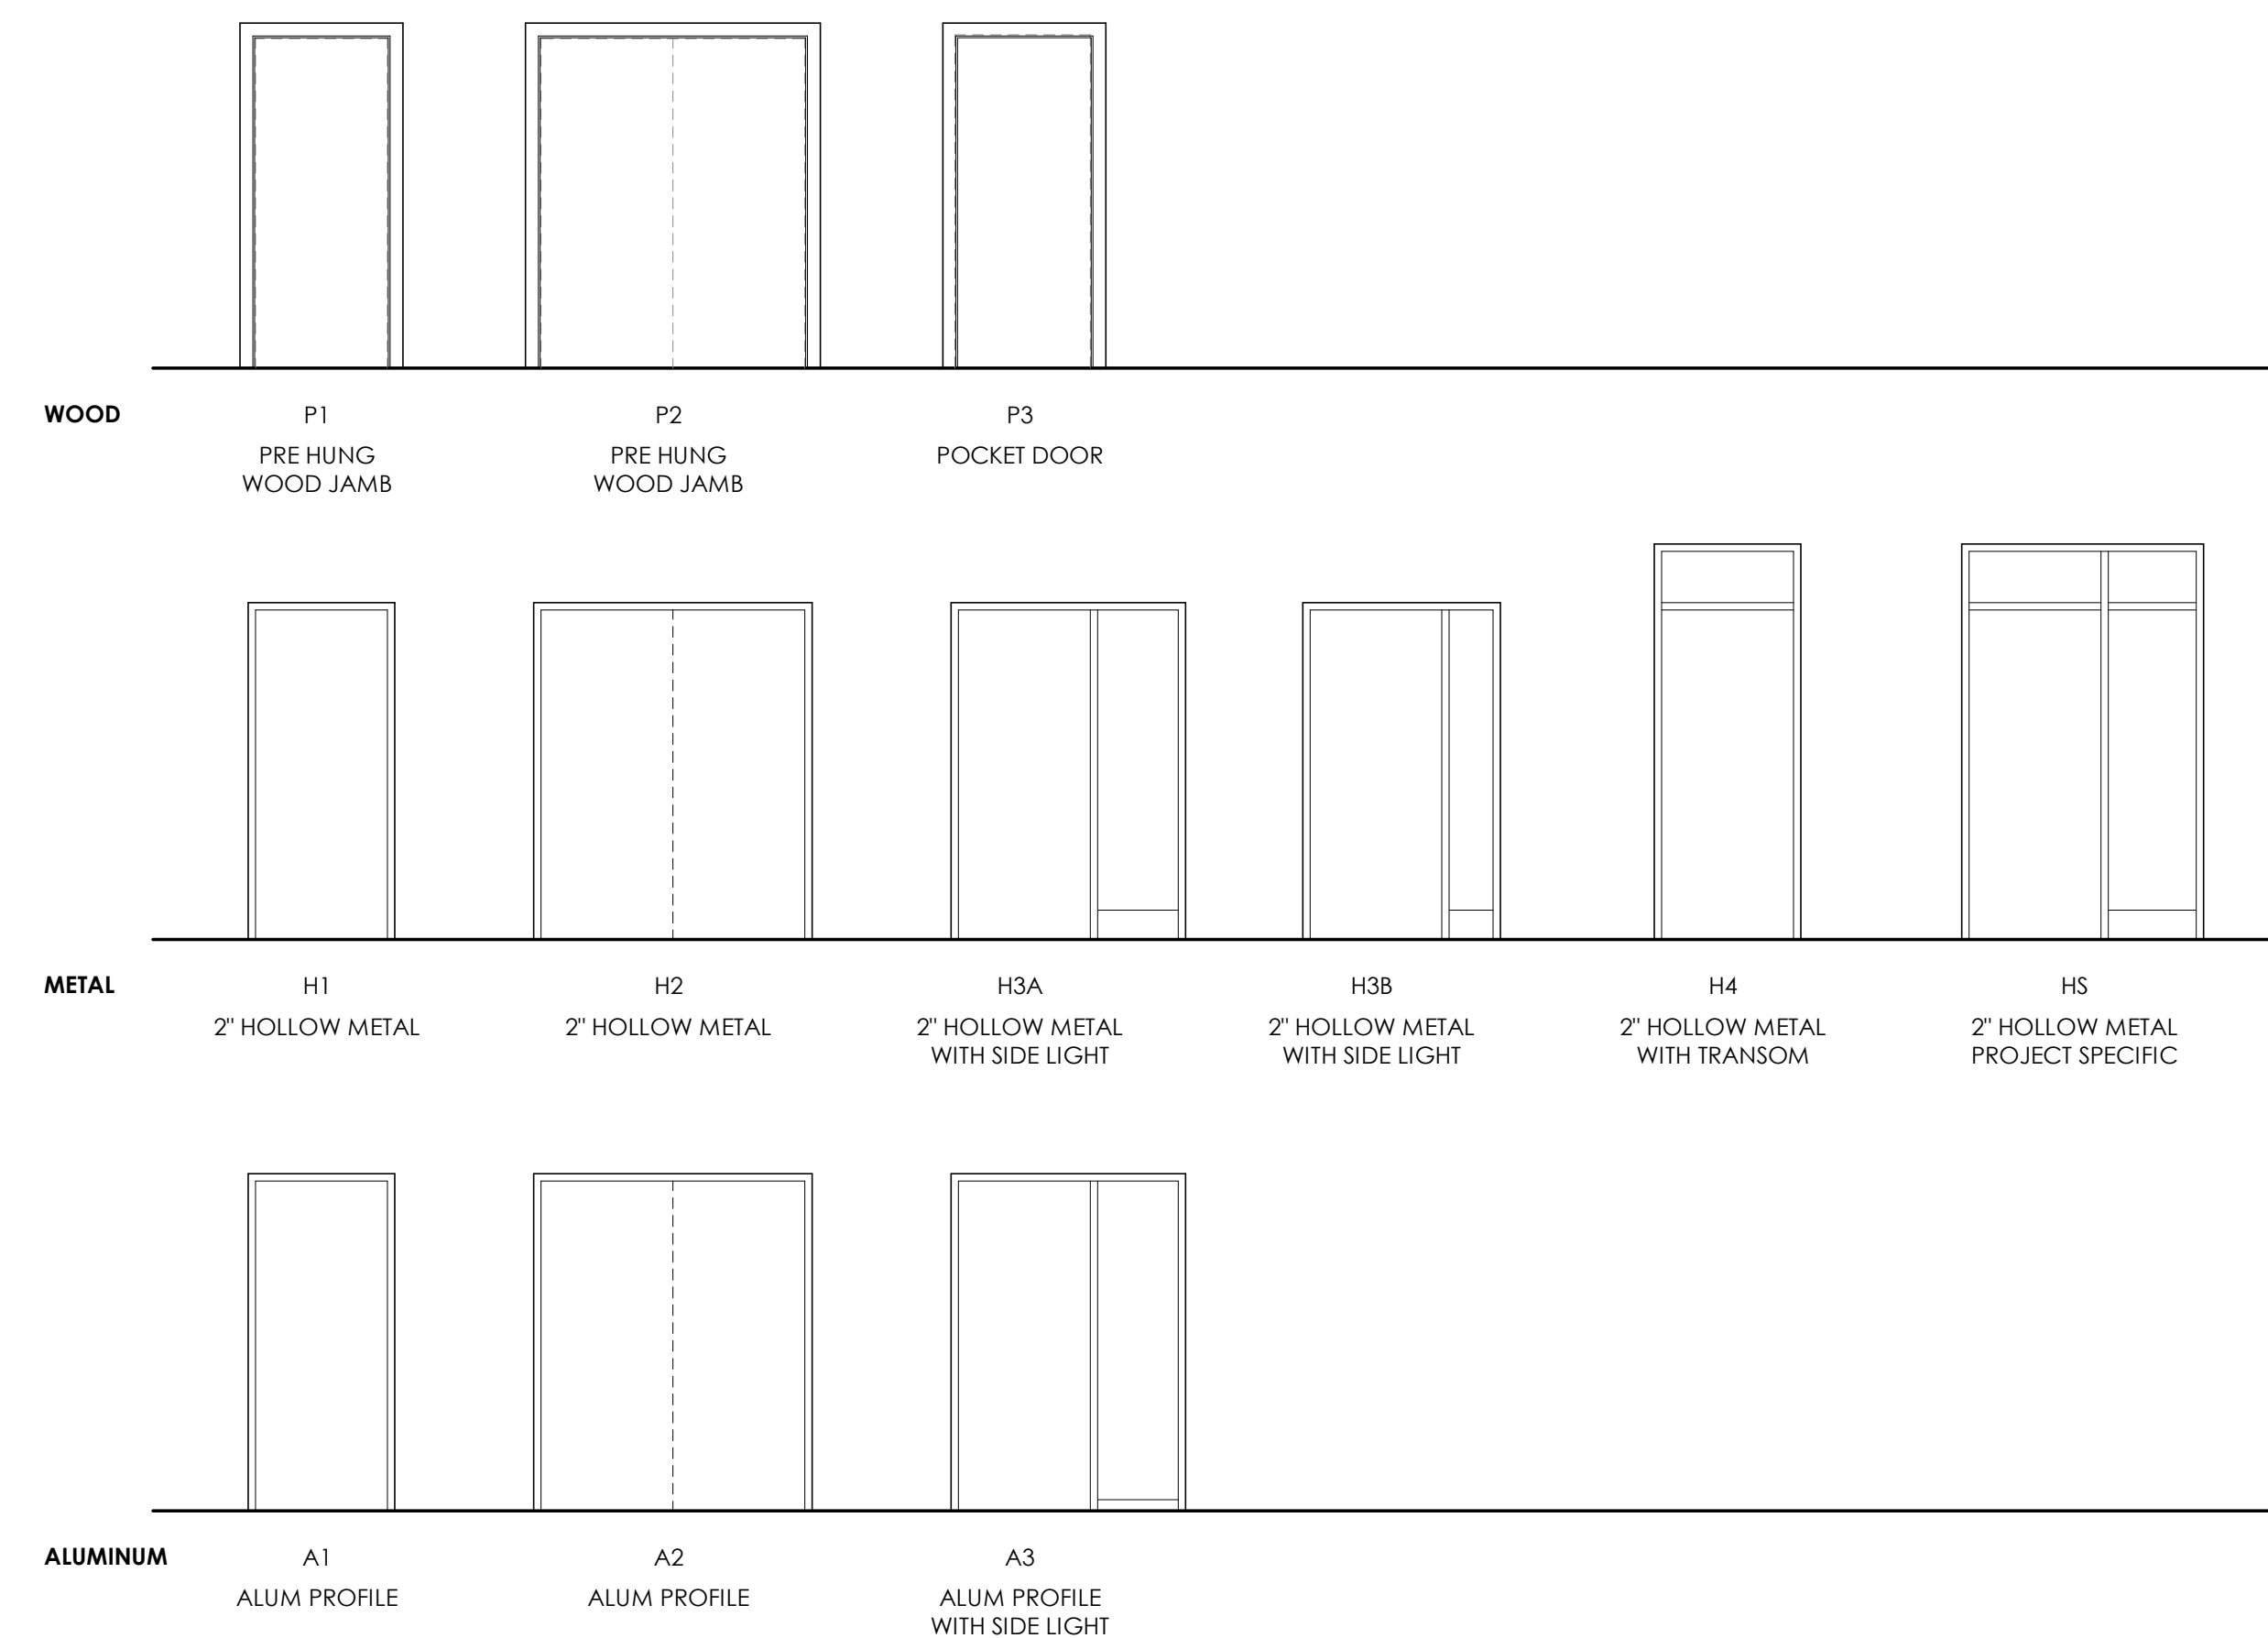 WOOD
P1
PRE HUNG
WOOD JAMB
P2
PRE HUNG
WOOD JAMB
P3
POCKET DOOR
METAL
H1
2" HOLLOW METAL
H2
2" HOLLOW METAL
H3A
2" HOLLOW METAL
WITH SIDE LIGHT
H3B
2" HOLLOW METAL
WITH SIDE LIGHT
H4
2" HOLLOW METAL
WITH TRANSOM
HS
2" HOLLOW METAL
PROJECT SPECIFIC
ALUMINUM
A1
ALUM PROFILE
A2
ALUM PROFILE
A3
ALUM PROFILE
WITH SIDE LIGHT